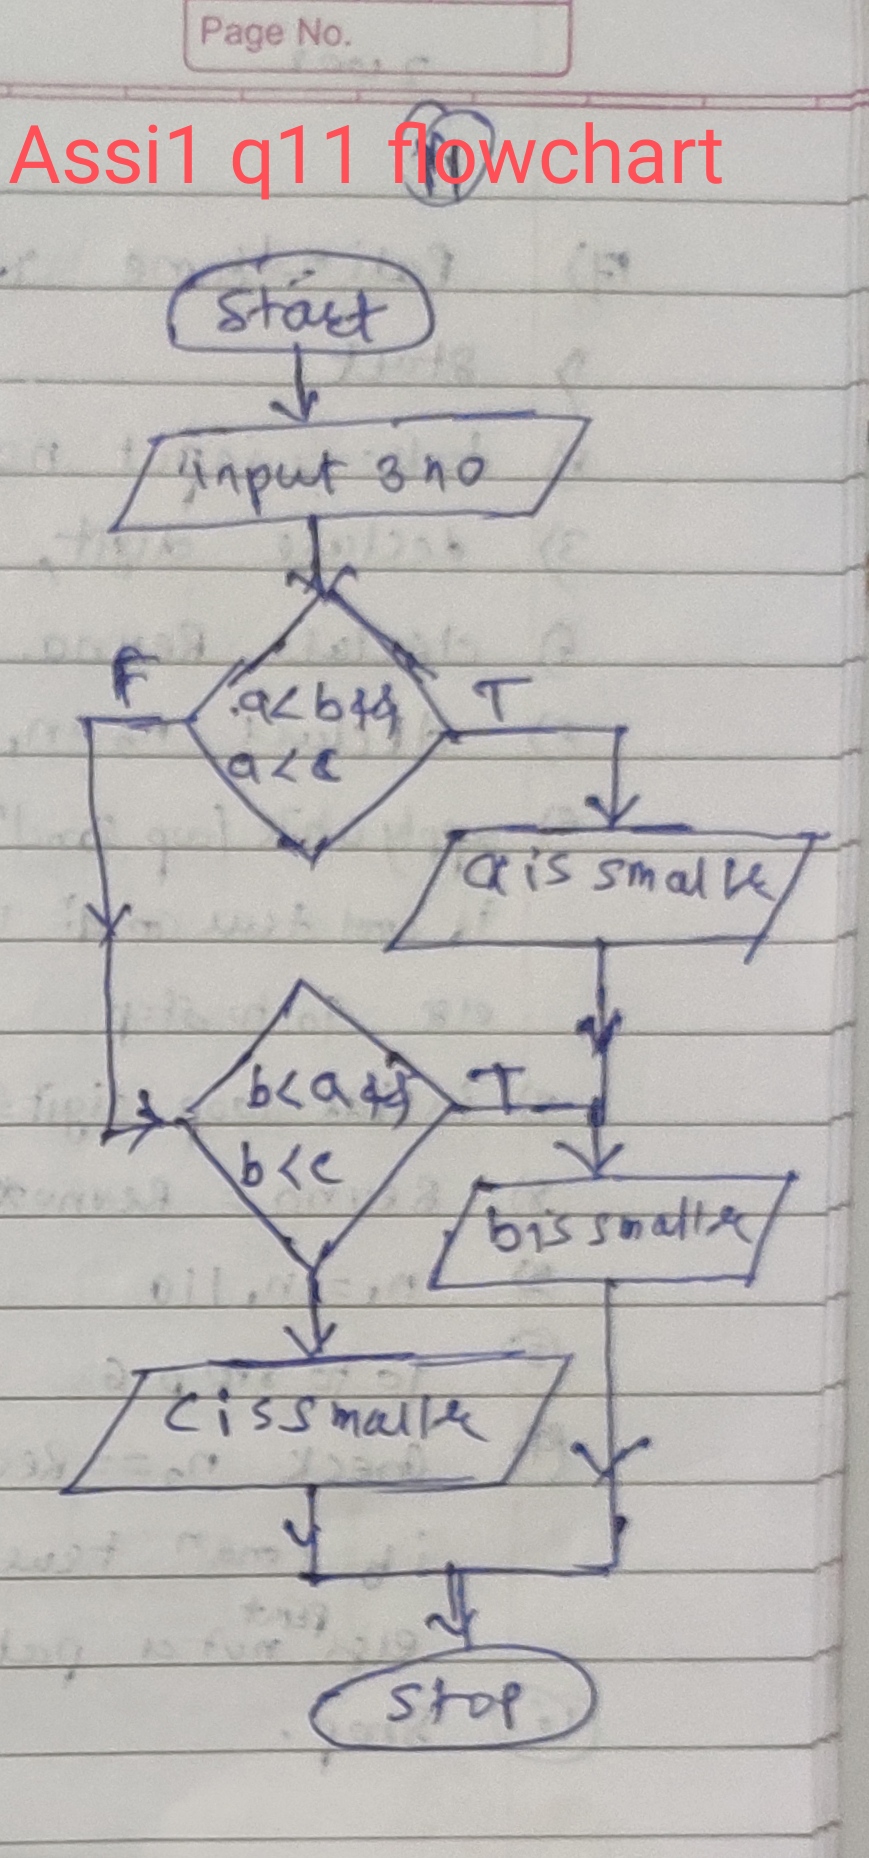 Page No.
Assi1 q11 flowchart
11
Start
input 3 no
F
a<b&&
a<c
T
a is smaller
b<a&&
b<c
T
b is smaller
c is smaller
Stop